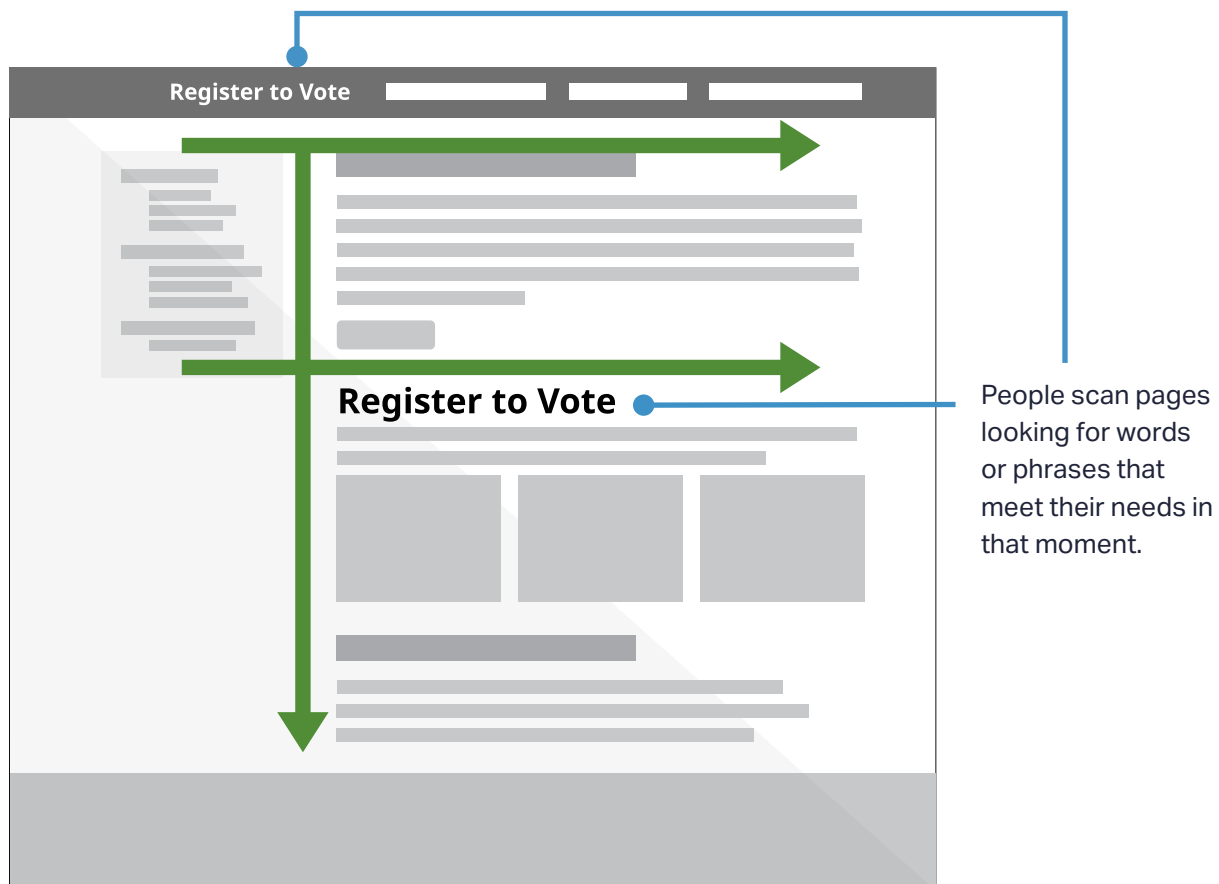 Register to Vote
Register to Vote
People scan pages
looking for words
or phrases that
meet their needs in
that moment.